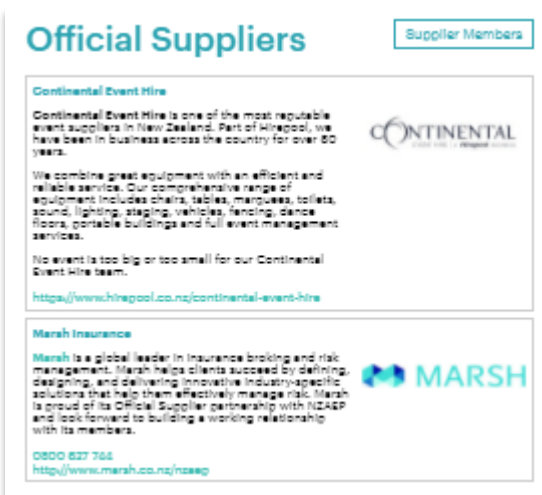 Official Suppliers
Supplier Members
Continental Event Hire
Continental Event Hire is one of the most reputable
event suppliers in New Zealand. Part of Hirepool, we
have been in business across the country for over 60
years.
CONTINENTAL
We combine great equipment with an efficient and
reliable service. Our comprehensive range of
equipment includes chairs, tables, marquees, toilets,
sound, lighting, staging, vehicles, fencing, dance
floors, portable buildings and full event management
services.
No event is too big or too small for our Continental
Event Hire team.
https://www.hirepool.co.nz/continental-event-hire
Marsh Insurance
Marsh is a global leader in insurance broking and risk
management. Marsh helps clients succeed by defining,
designing, and delivering innovative industry-specific
solutions that help them effectively manage risk. Marsh
is proud of its Official Supplier partnership with NZAEP
and look forward to building a working relationship
with its members.
MARSH
0800 627 744
http://www.marsh.co.nz/nzaep